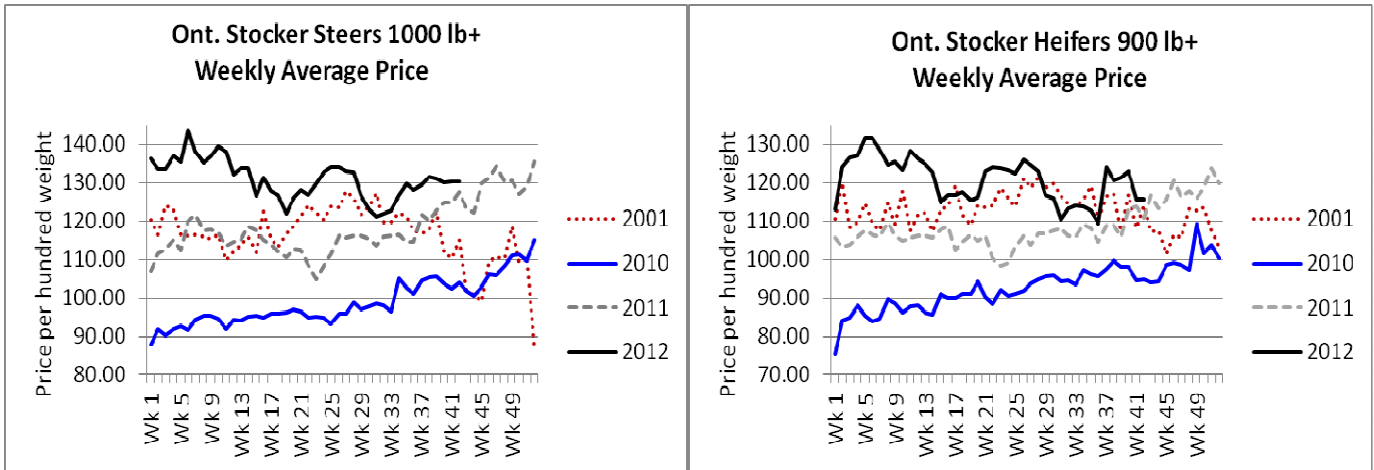 Ont. Stocker Steers 1000 lb+
Weekly Average Price
Price per hundred weight
140.00
130.00
120.00
110.00
100.00
90.00
80.00
Wk 1
Wk 5
Wk 9
Wk 13
Wk 17
Wk 21
Wk 25
Wk 29
Wk 33
Wk 37
Wk 41
Wk 45
Wk 49
2001
2010
2011
2012
Ont. Stocker Heifers 900 lb+
Weekly Average Price
Price per hundred weight
130.00
120.00
110.00
100.00
90.00
80.00
70.00
Wk 1
Wk 5
Wk 9
Wk 13
Wk 17
Wk 21
Wk 25
Wk 29
Wk 33
Wk 37
Wk 41
Wk 45
Wk 49
2001
2010
2011
2012